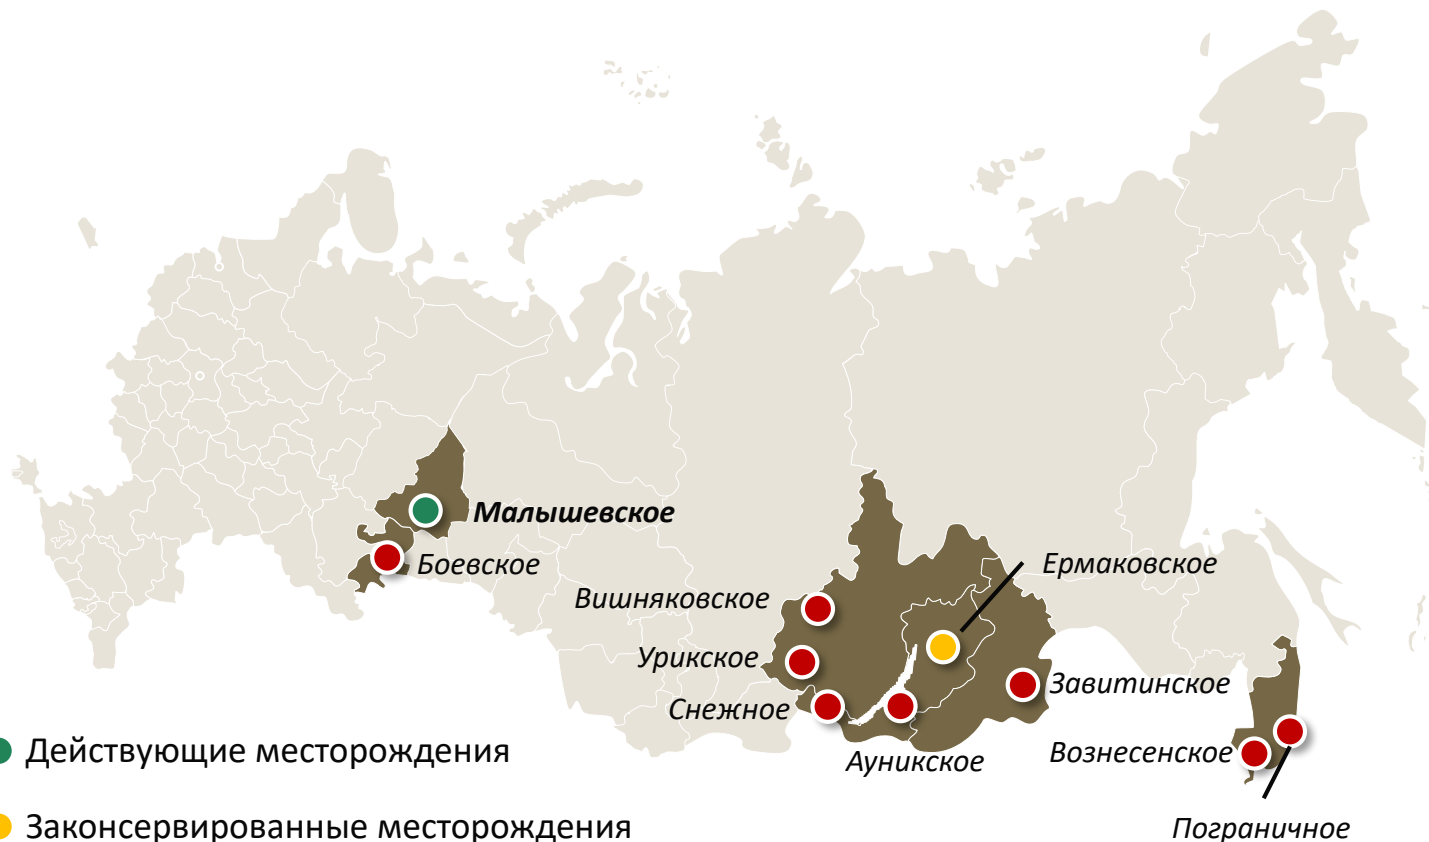 Малышевское
Боевское
Ермаковское
Вишняковское
Урикское
Завитинское
Снежное
Действующие месторождения
Вознесенское
Ауникское
Законсервированные месторождения
Пограничное